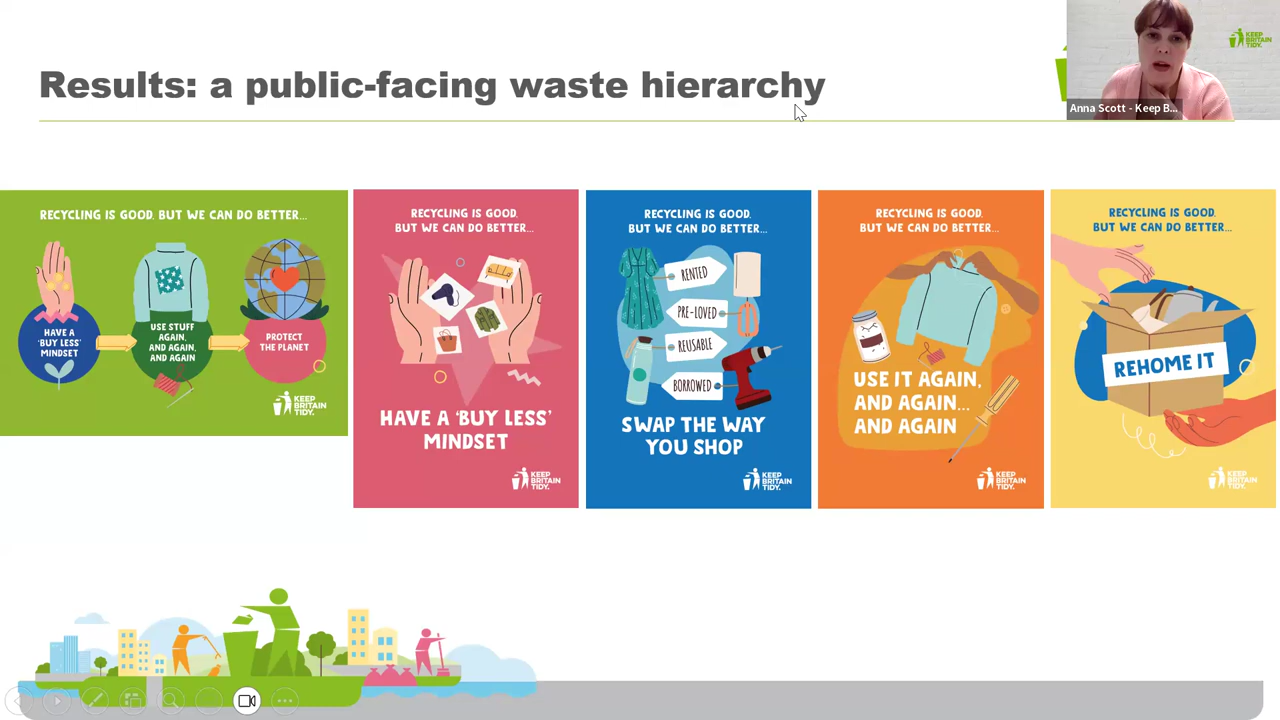 Results: a public-facing waste hierarchy
KEEP
BRITAIN
TIDY.
Anna Scott - Keep B...
RECYCLING IS GOOD. BUT WE CAN DO BETTER...
HAVE A
'BUY LESS'
MINDSET
USE STUFF
AGAIN,
AND AGAIN,
AND AGAIN
PROTECT
THE PLANET
KEEP
BRITAIN
TIDY.
RECYCLING IS GOOD.
BUT WE CAN DO BETTER...
HAVE A 'BUY LESS'
MINDSET
KEEP
BRITAIN
TIDY.
RECYCLING IS GOOD.
BUT WE CAN DO BETTER...
RENTED
PRE-LOVED
REUSABLE
BORROWED
SWAP THE WAY
YOU SHOP
KEEP
BRITAIN
TIDY.
RECYCLING IS GOOD.
BUT WE CAN DO BETTER...
USE IT AGAIN,
AND AGAIN...
AND AGAIN
KEEP
BRITAIN
TIDY.
RECYCLING IS GOOD.
BUT WE CAN DO BETTER...
REHOME IT
KEEP
BRITAIN
TIDY.